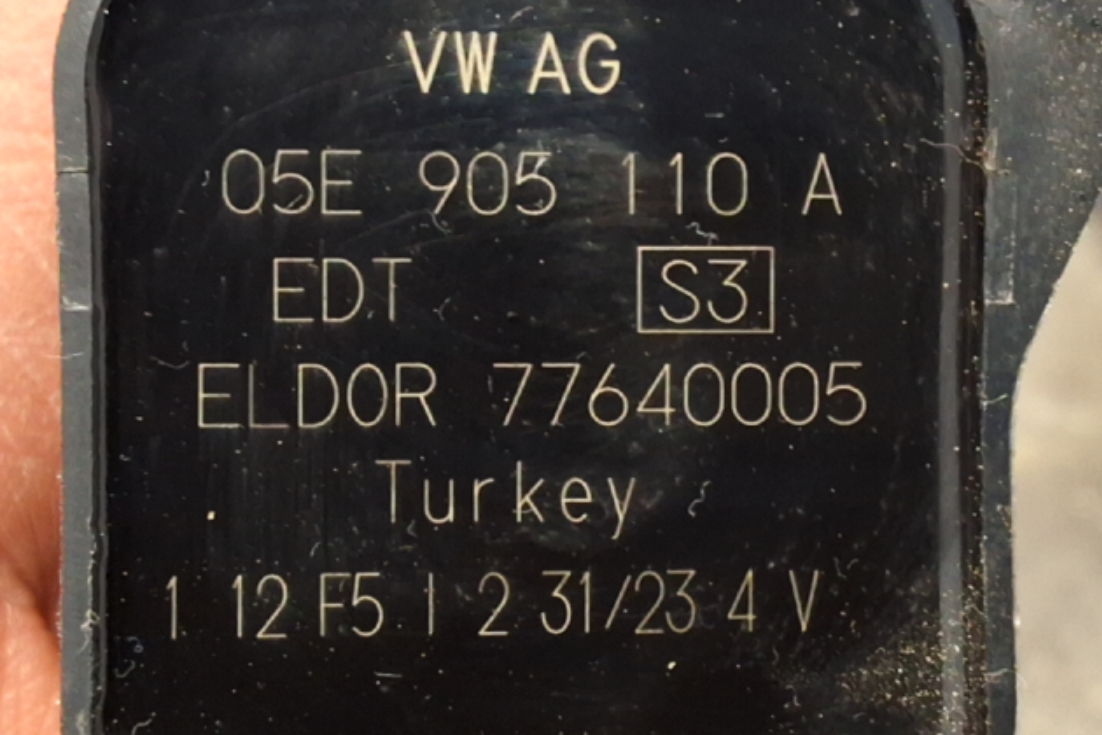 VW AG
05E 905 110 A
EDT S3
ELDOR 77640005
Turkey
1 12 F5 I 2 31/23 4 V